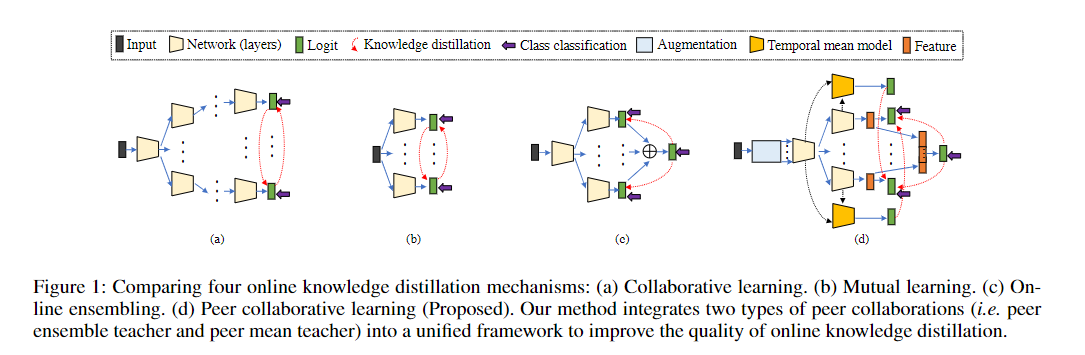 Input Network (layers) Logit Knowledge distillation Class classification Augmentation Temporal mean model Feature
(a) (b) (c) (d)
Figure 1: Comparing four online knowledge distillation mechanisms: (a) Collaborative learning. (b) Mutual learning. (c) On-
line ensembling. (d) Peer collaborative learning (Proposed). Our method integrates two types of peer collaborations (i.e. peer
ensemble teacher and peer mean teacher) into a unified framework to improve the quality of online knowledge distillation.